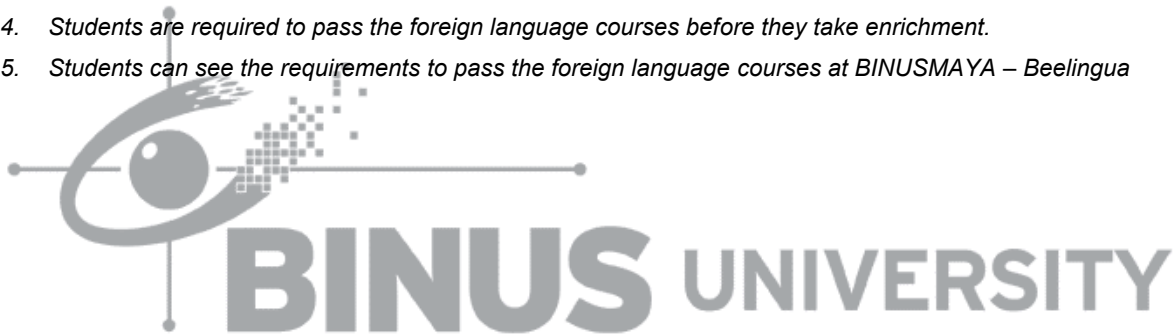 4. Students are required to pass the foreign language courses before they take enrichment.
5. Students can see the requirements to pass the foreign language courses at BINUSMAYA – Beelingua
BINUS UNIVERSITY